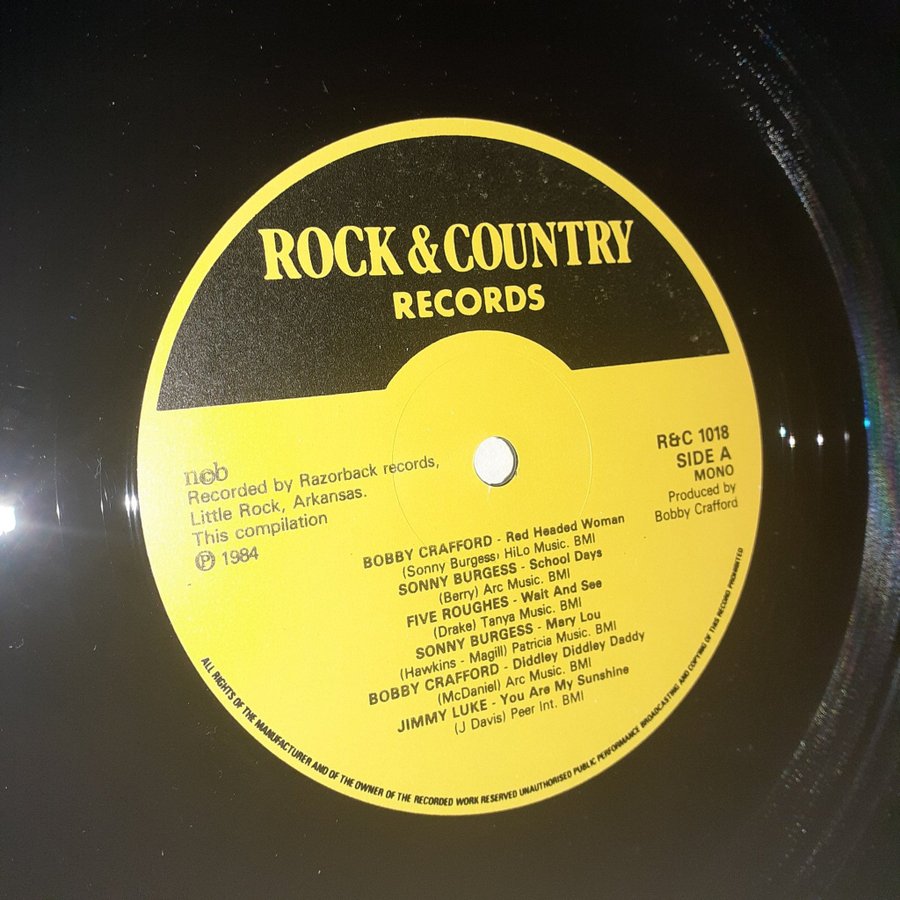 ROCK & COUNTRY
RECORDS
ncb
Recorded by Razorback records,
Little Rock, Arkansas.
This compilation
℗ 1984
R&C 1018
SIDE A
MONO
Produced by
Bobby Crafford
BOBBY CRAFFORD - Red Headed Woman
(Sonny Burgess, HiLo Music. BMI
SONNY BURGESS - School Days
(Berry) Arc Music. BMI
FIVE ROUGHES - Wait And See
(Drake) Tanya Music. BMI
SONNY BURGESS - Mary Lou
(Hawkins - Magill) Patricia Music. BMI
BOBBY CRAFFORD - Diddley Diddley Daddy
(McDaniel) Arc Music. BMI
JIMMY LUKE - You Are My Sunshine
(J Davis) Peer Int. BMI
ALL RIGHTS OF THE MANUFACTURER AND OF THE OWNER OF THE RECORDED WORK RESERVED UNAUTHORISED PUBLIC PERFORMANCE BROADCASTING AND COPYING OF THIS RECORD PROHIBITED